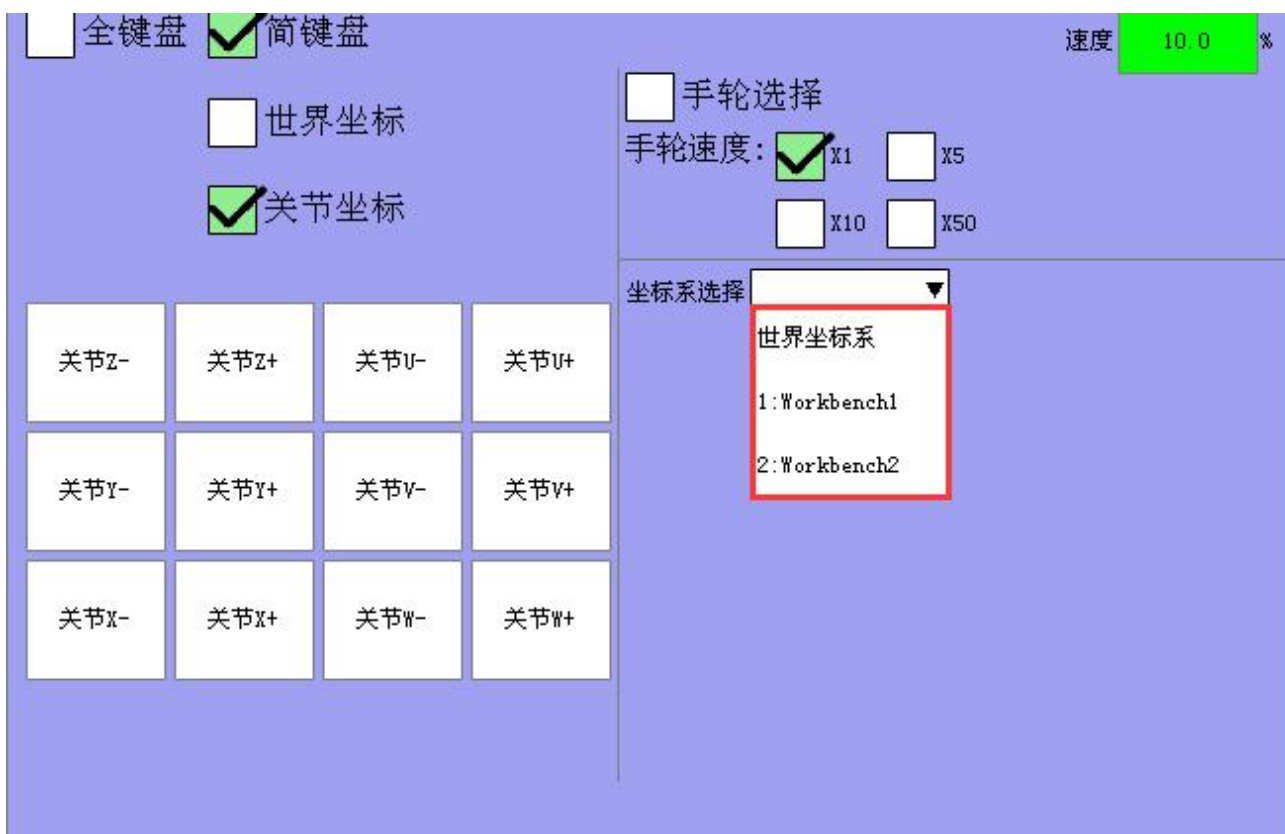 全键盘 简键盘 速度 10.0 %
世界坐标
关节坐标
手轮选择
手轮速度: X1 X5
X10 X50
坐标系选择
世界坐标系
1:Workbench1
2:Workbench2
关节Z- 关节Z+ 关节U- 关节U+
关节Y- 关节Y+ 关节V- 关节V+
关节X- 关节X+ 关节W- 关节W+